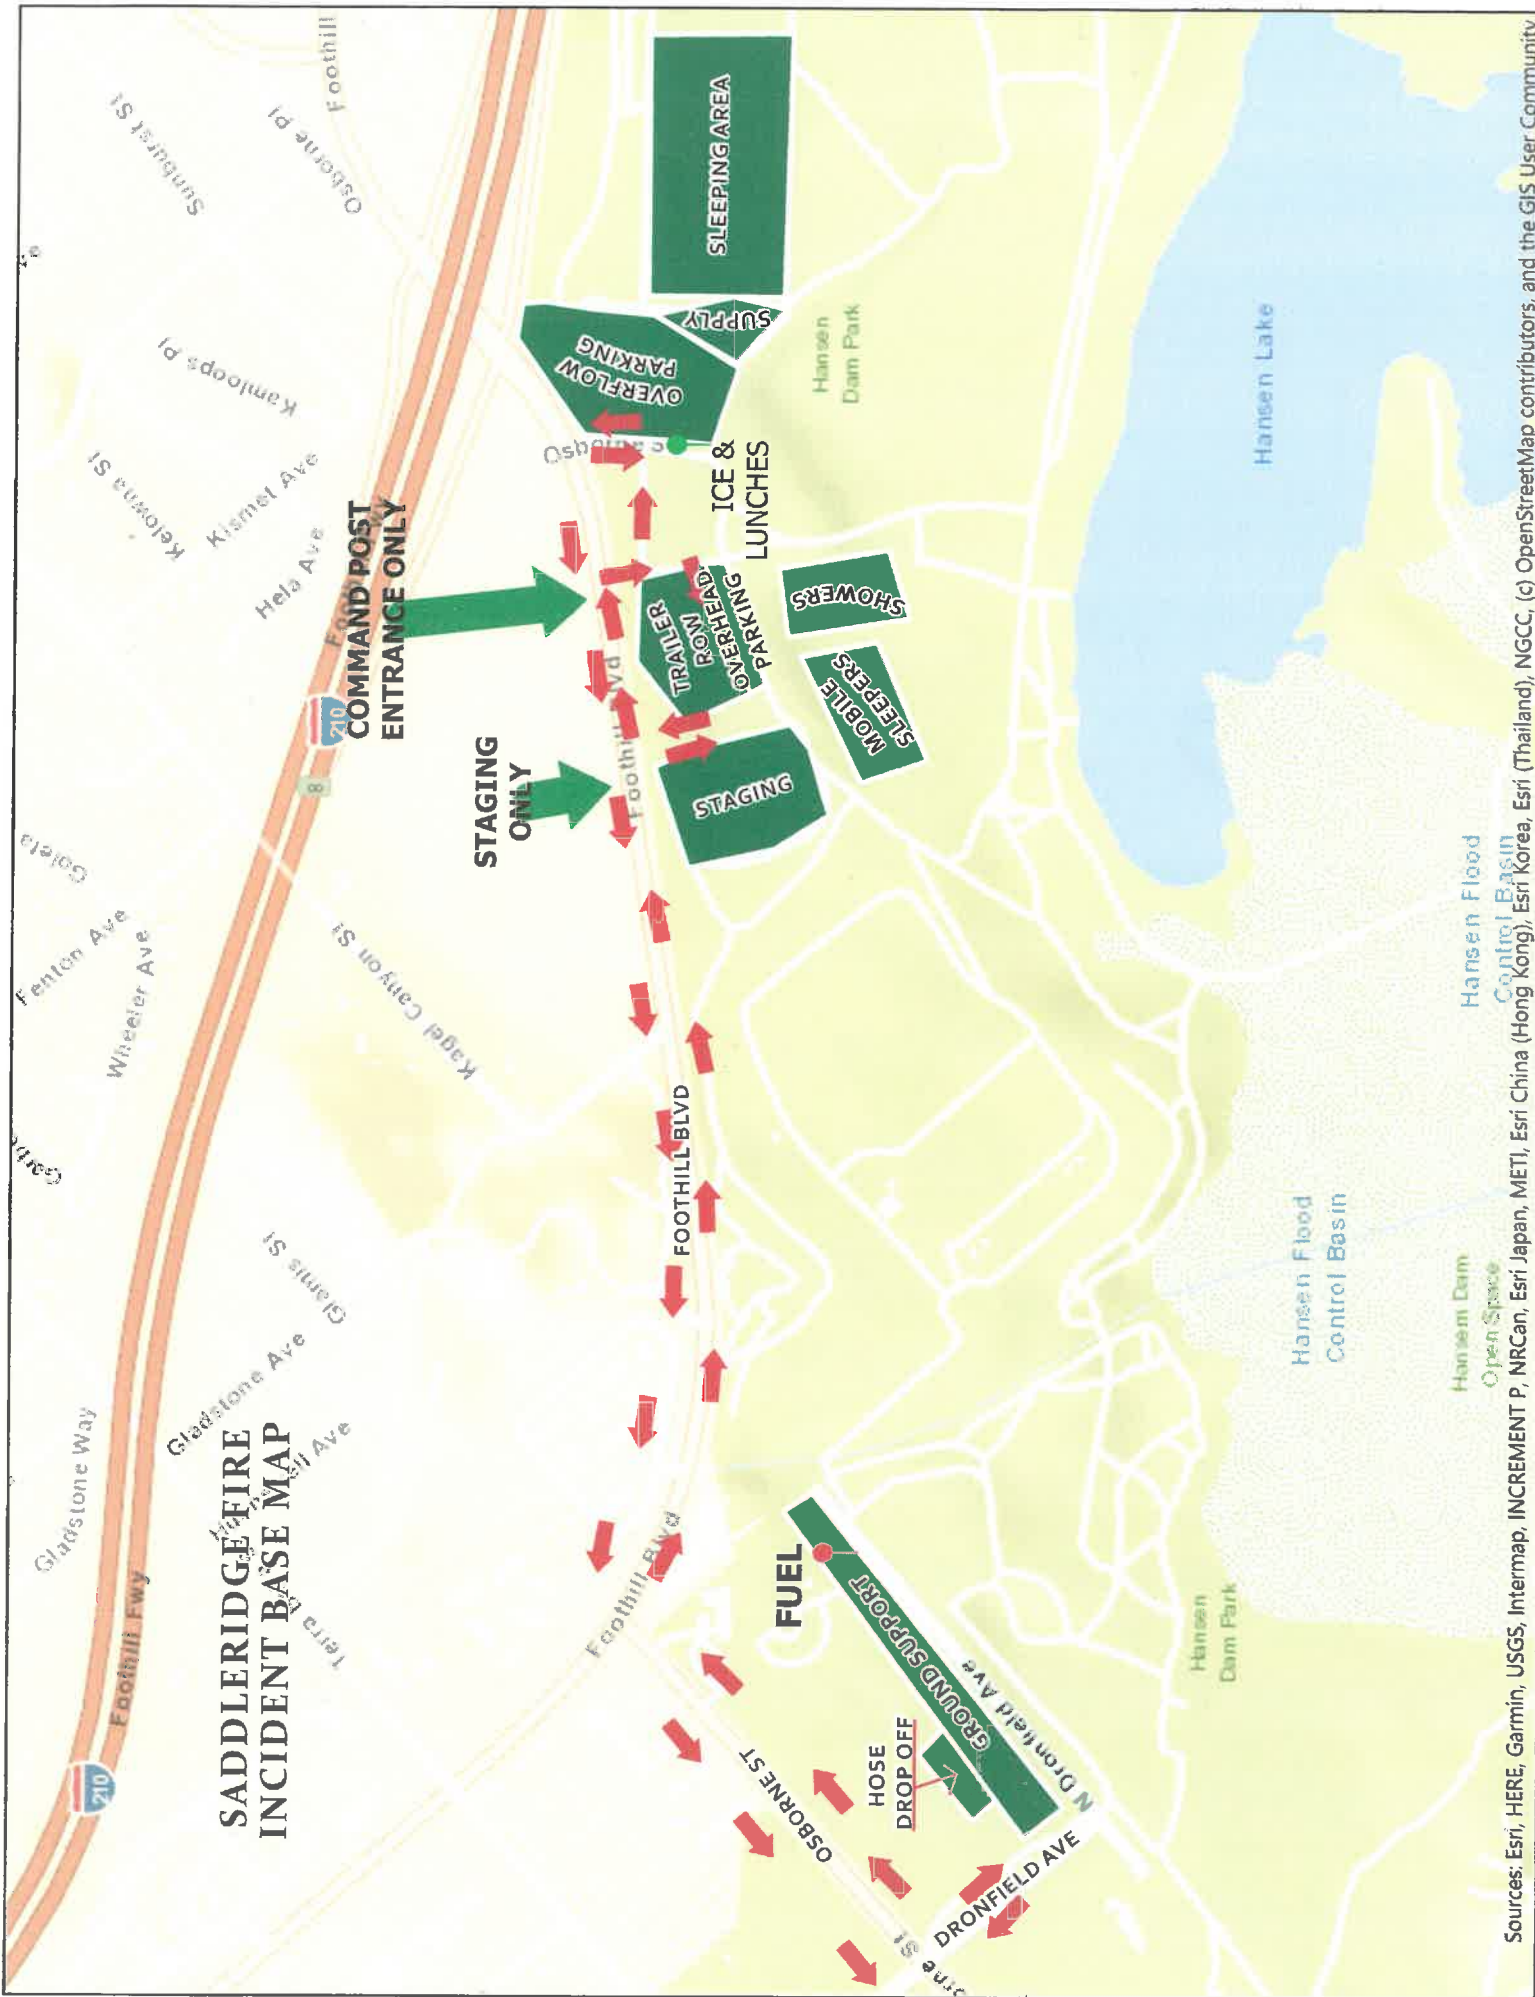 SADDLERIDGE FIRE
INCIDENT BASE MAP
210
Foothill Fwy
Gladstone Way
Gladstone Ave
Glamis St
Terra B
ll Ave
Wheeler Ave
Fenton Ave
Goleta
Kagel Canyon St
8
210
Hela Ave
Kismet Ave
Kelowna St
Kamloops Pl
Osborne Pl
Sunburst St
Foothill
COMMAND POST
ENTRANCE ONLY
STAGING
ONLY
Foothill Blvd
FOOTHILL BLVD
Foothill Blvd
OVERFLOW
PARKING
SUPPLY
SLEEPING AREA
ICE &
LUNCHES
TRAILER
ROW
OVERHEAD
PARKING
STAGING
SHOWERS
MOBILE
SLEEPERS
Hansen
Dam Park
Hansen Lake
FUEL
GROUND SUPPORT
HOSE
DROP OFF
OSBORNE ST
N Dronfield Ave
DRONFIELD AVE
Hansen
Dam Park
Hansen Flood
Control Basin
Hansen Flood
Control Basin
Hansen Dam
Open Space
Sources: Esri, HERE, Garmin, USGS, Intermap, INCREMENT P, NRCan, Esri Japan, METI, Esri China (Hong Kong), Esri Korea, Esri (Thailand), NGCC, (c) OpenStreetMap contributors, and the GIS User Community